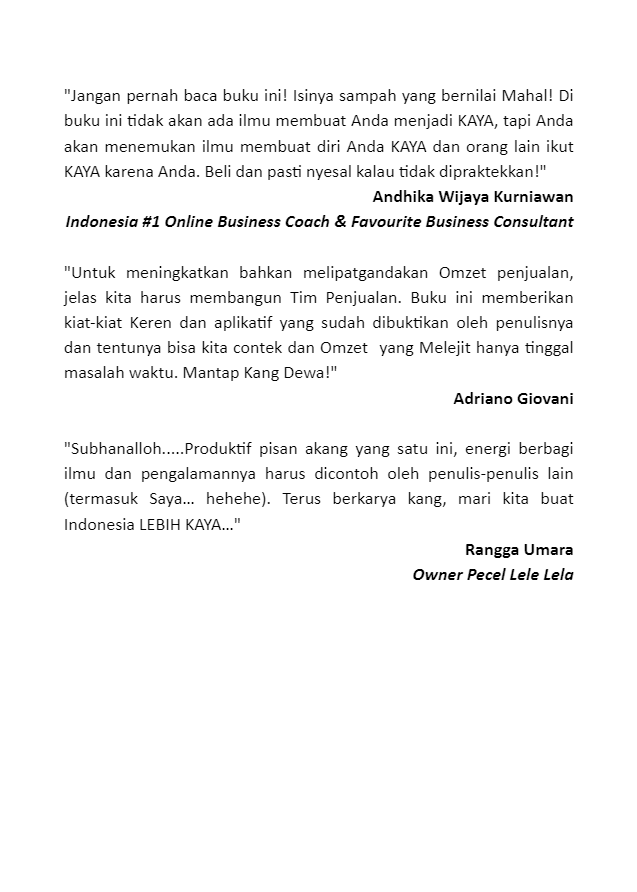 "Jangan pernah baca buku ini! Isinya sampah yang bernilai Mahal! Di
buku ini tidak akan ada ilmu membuat Anda menjadi KAYA, tapi Anda
akan menemukan ilmu membuat diri Anda KAYA dan orang lain ikut
KAYA karena Anda. Beli dan pasti nyesal kalau tidak dipraktekkan!"
Andhika Wijaya Kurniawan
Indonesia #1 Online Business Coach & Favourite Business Consultant
"Untuk meningkatkan bahkan melipatgandakan Omzet penjualan,
jelas kita harus membangun Tim Penjualan. Buku ini memberikan
kiat-kiat Keren dan aplikatif yang sudah dibuktikan oleh penulisnya
dan tentunya bisa kita contek dan Omzet  yang Melejit hanya tinggal
masalah waktu. Mantap Kang Dewa!"
Adriano Giovani
"Subhanalloh.....Produktif pisan akang yang satu ini, energi berbagi
ilmu dan pengalamannya harus dicontoh oleh penulis-penulis lain
(termasuk Saya... hehehe). Terus berkarya kang, mari kita buat
Indonesia LEBIH KAYA..."
Rangga Umara
Owner Pecel Lele Lela